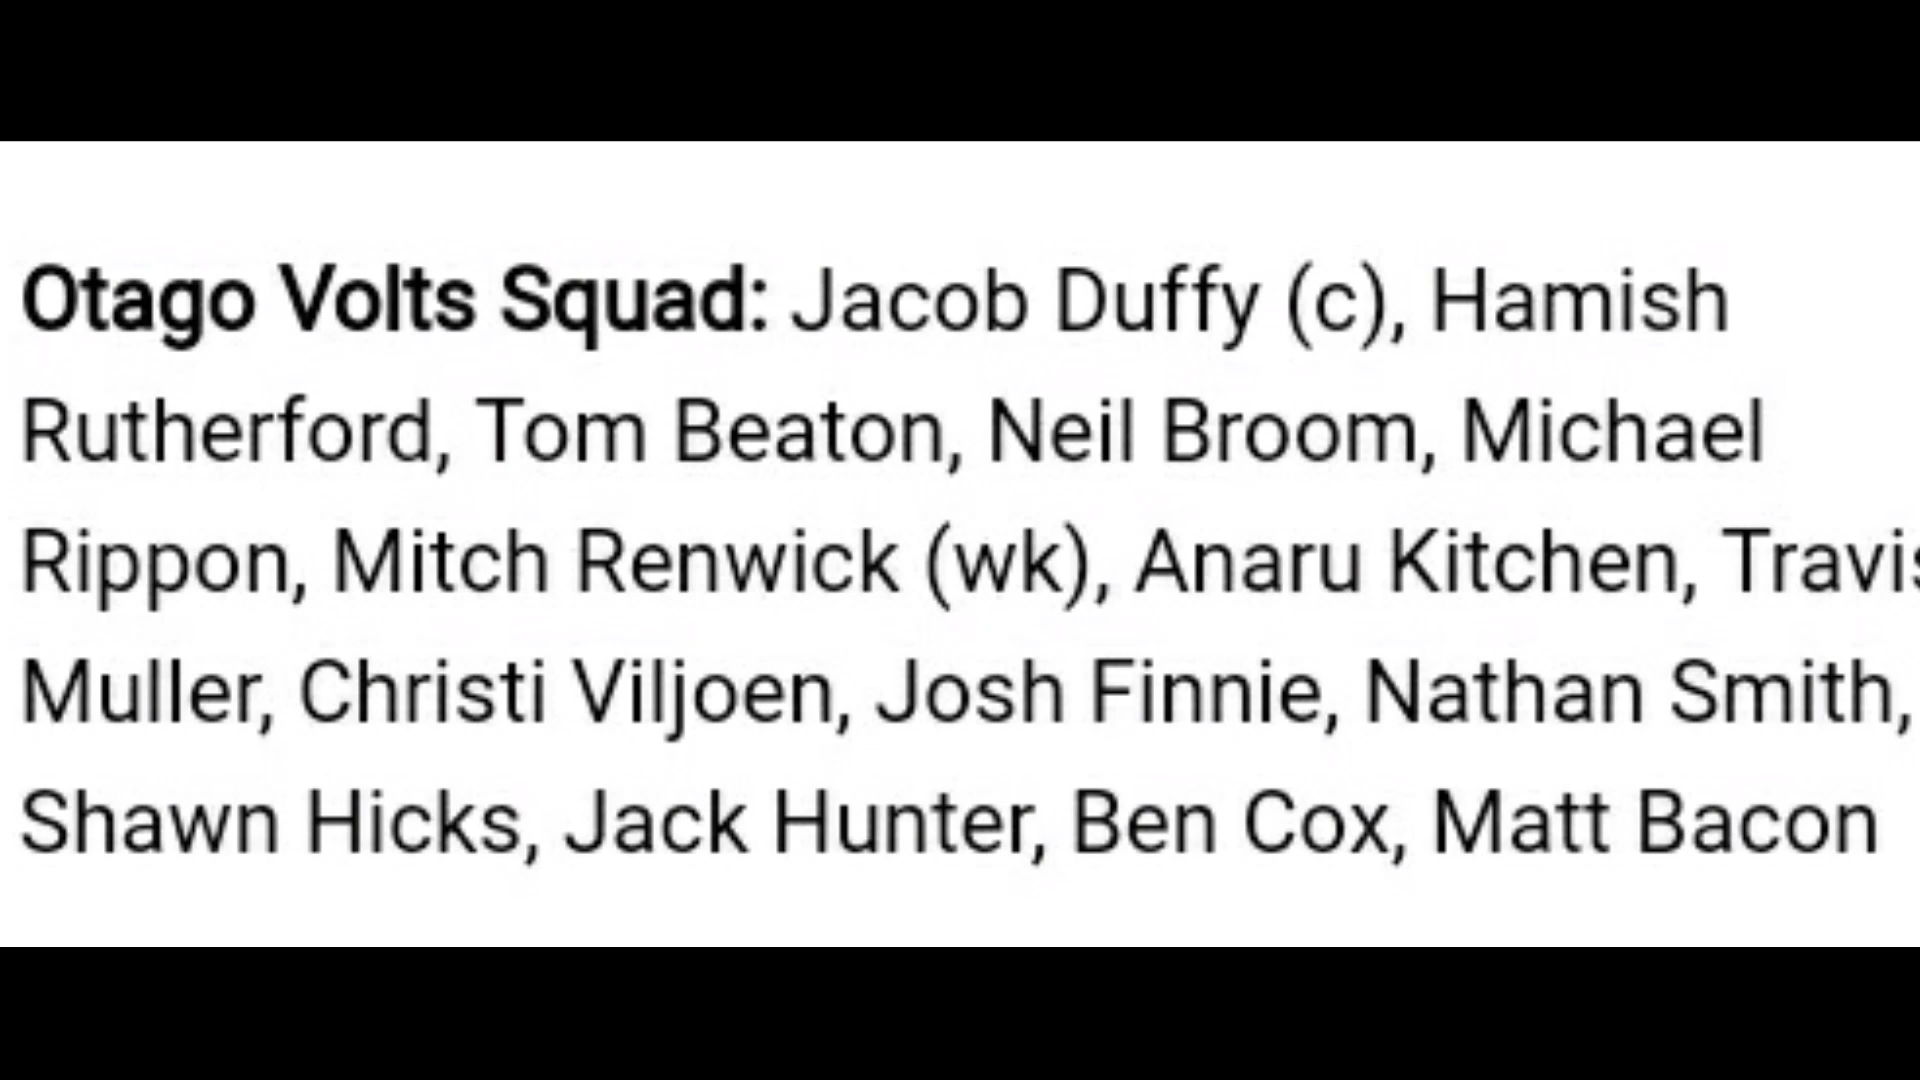 Otago Volts Squad: Jacob Duffy (c), Hamish
Rutherford, Tom Beaton, Neil Broom, Michael
Rippon, Mitch Renwick (wk), Anaru Kitchen, Travis
Muller, Christi Viljoen, Josh Finnie, Nathan Smith,
Shawn Hicks, Jack Hunter, Ben Cox, Matt Bacon